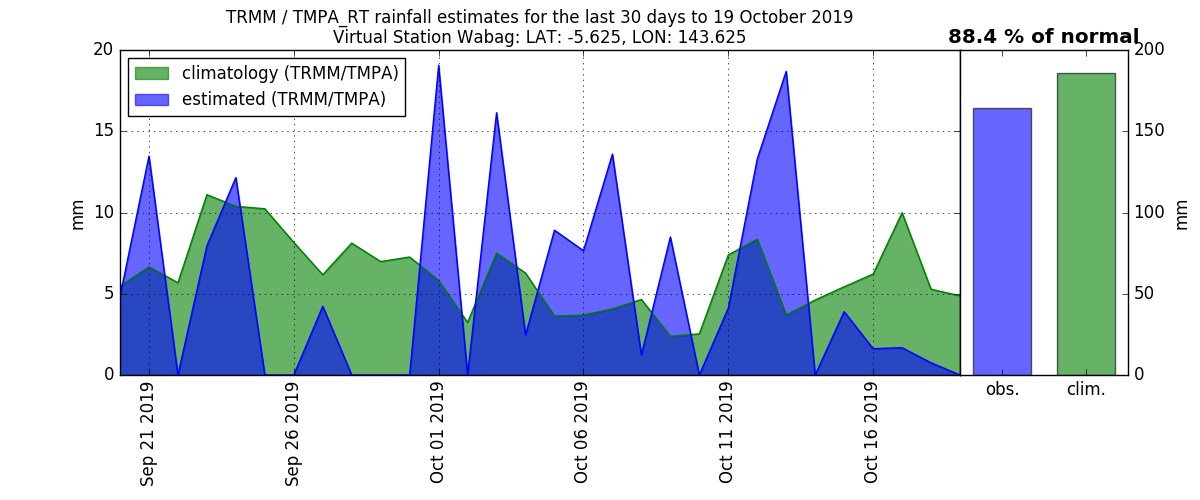 TRMM / TMPA_RT rainfall estimates for the last 30 days to 19 October 2019
Virtual Station Wabag: LAT: -5.625, LON: 143.625
88.4 % of normal
climatology (TRMM/TMPA)
estimated (TRMM/TMPA)
20
15
10
5
0
mm
Sep 21 2019
Sep 26 2019
Oct 01 2019
Oct 06 2019
Oct 11 2019
Oct 16 2019
200
150
100
50
0
mm
obs.
clim.